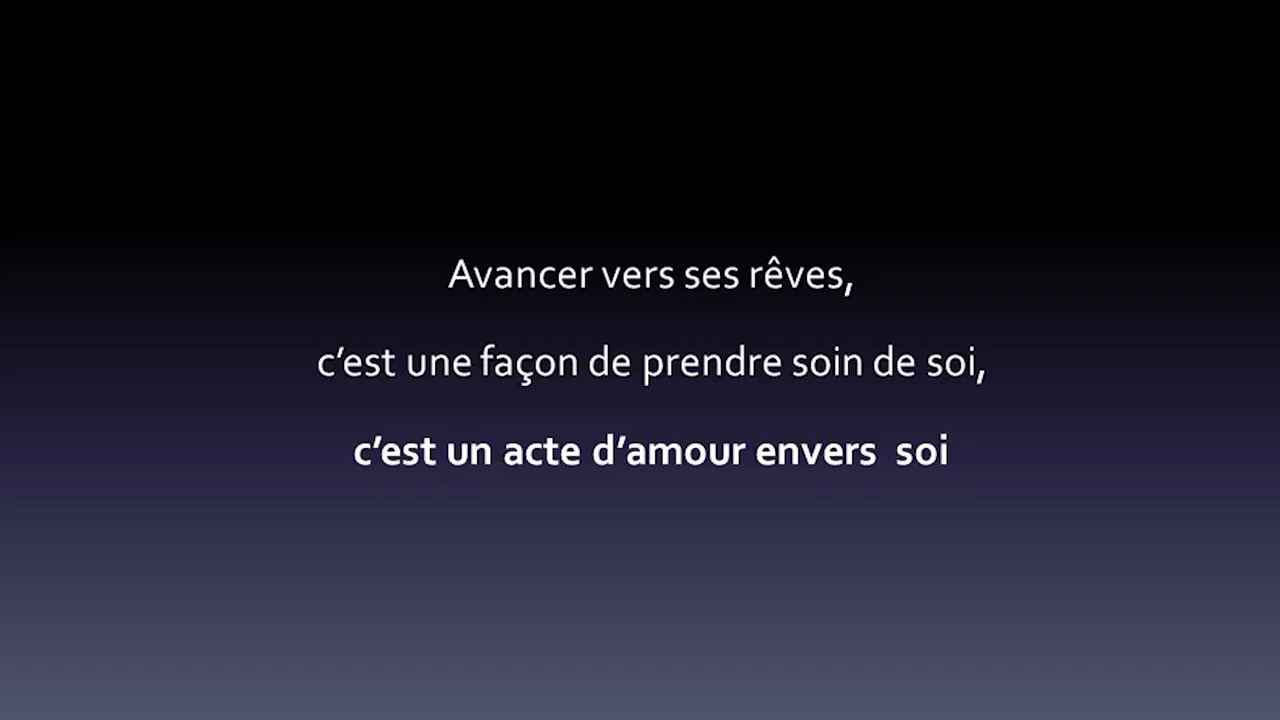 Avancer vers ses rêves,
c’est une façon de prendre soin de soi,
c’est un acte d’amour envers  soi